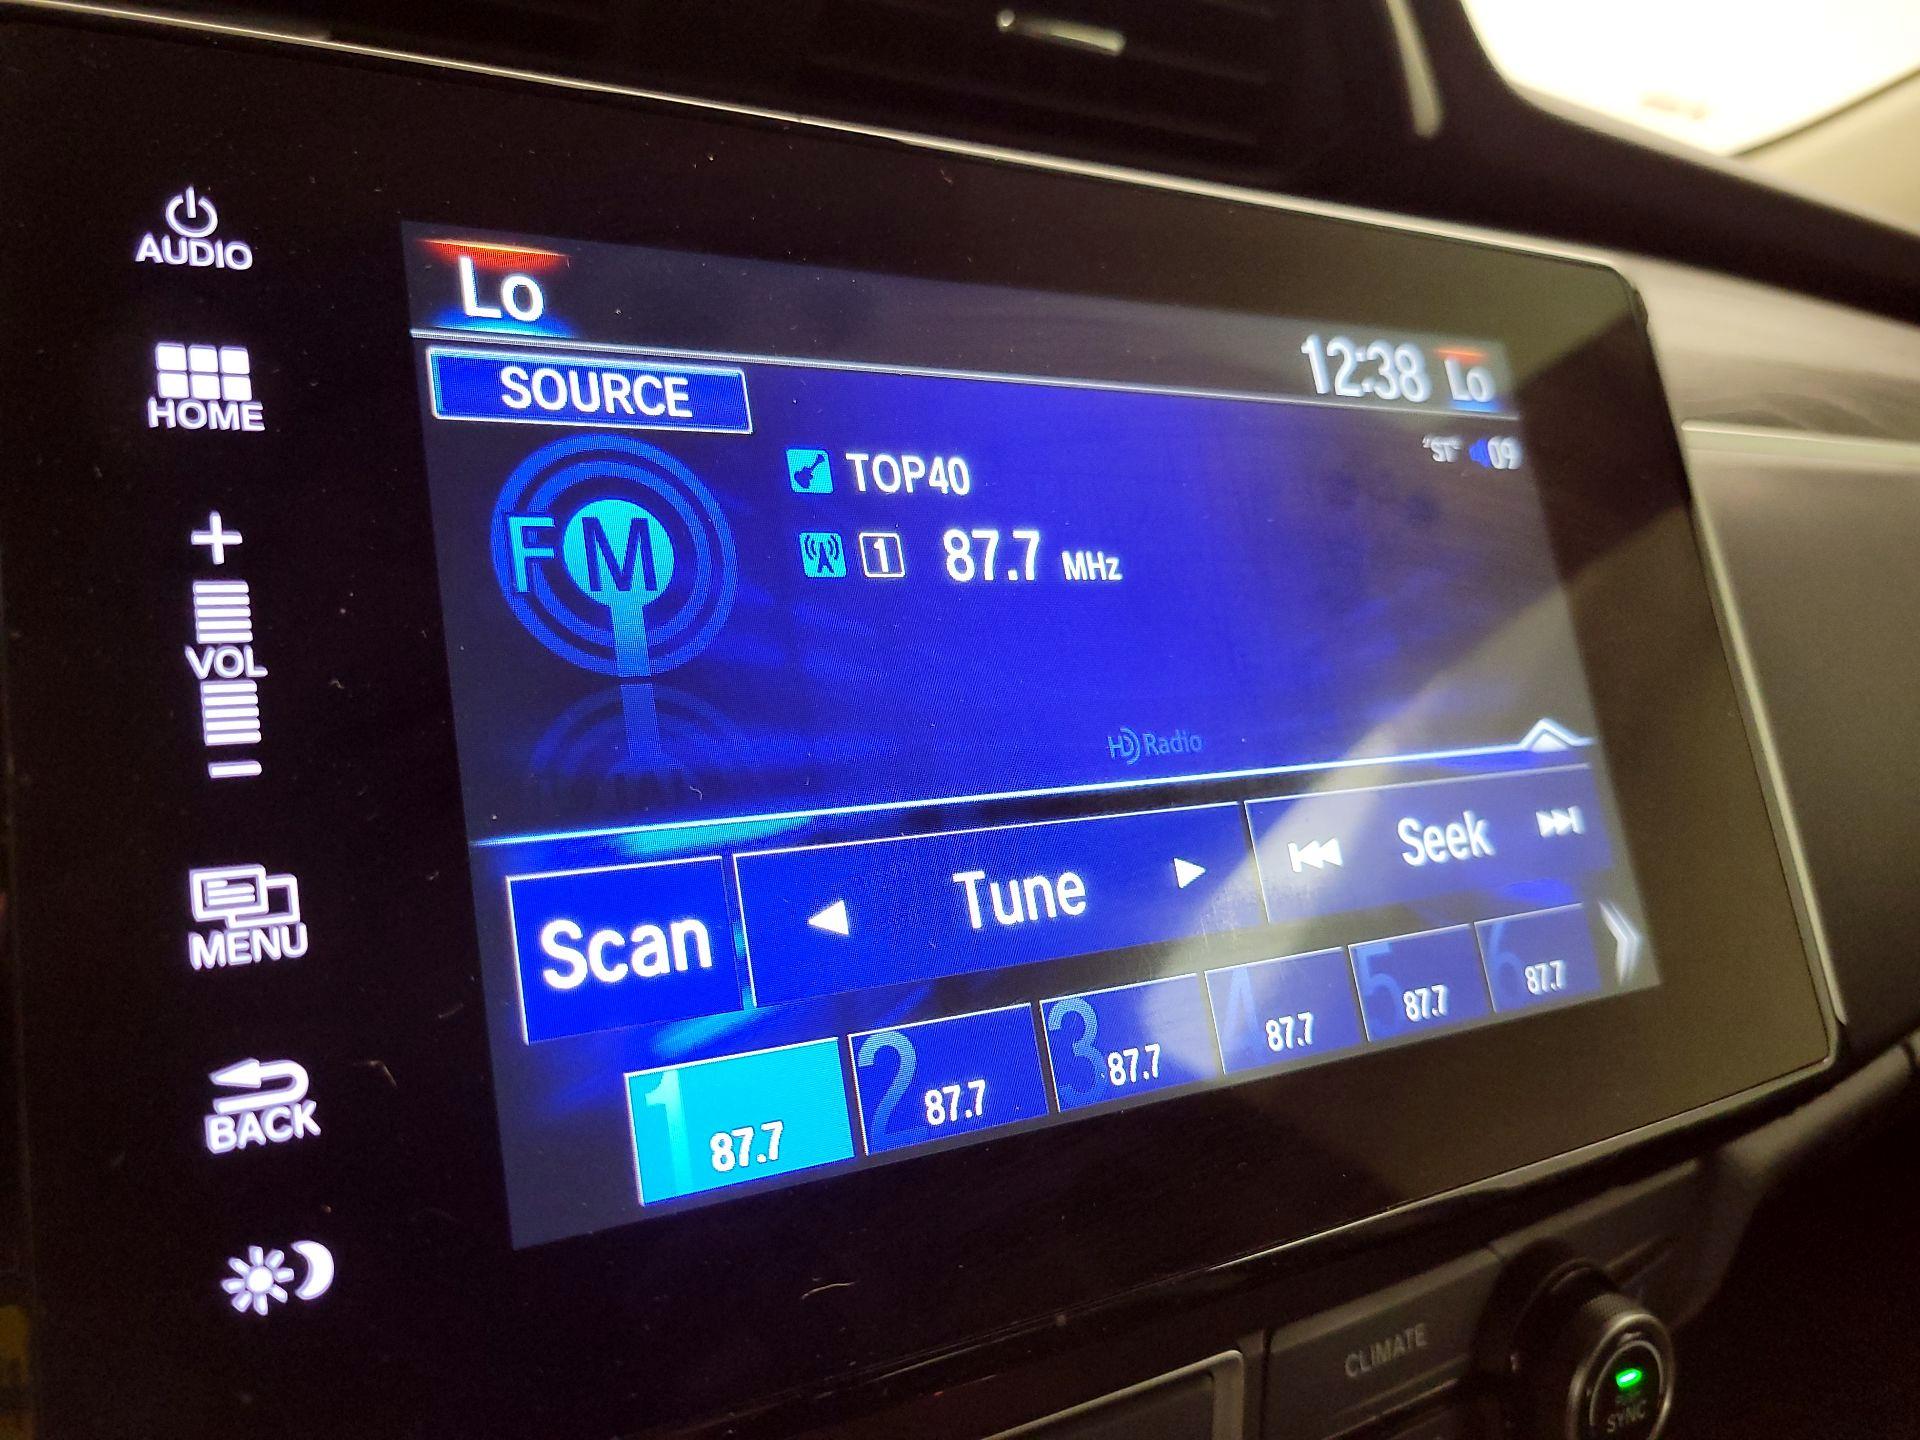 AUDIO
HOME
+
VOL
-
MENU
BACK
Lo
12:38 Lo
SOURCE
"ST" 09
FM
TOP40
1 87.7 MHz
HD Radio
Scan
Tune
Seek
1 87.7
2 87.7
3 87.7
4 87.7
5 87.7
6 87.7
CLIMATE
SYNC